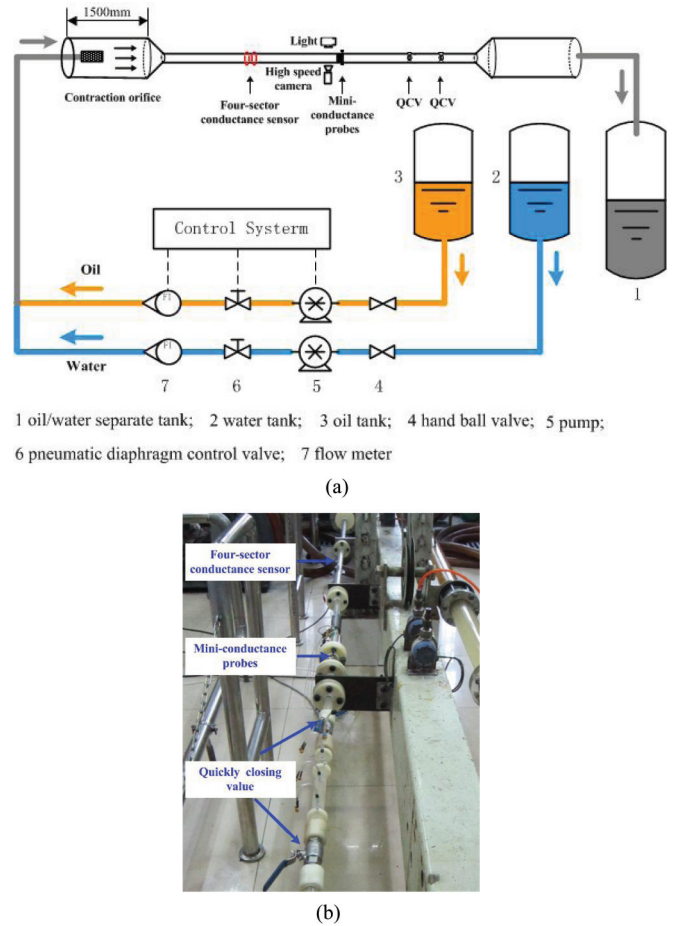 1500mm
Light
High speed
camera
Contraction orifice
Four-sector
conductance sensor
Mini-
conductance
probes
QCV
QCV
3
2
1
Control Systerm
Oil
FI
FI
Water
7
6
5
4
1 oil/water separate tank; 2 water tank; 3 oil tank; 4 hand ball valve; 5 pump;
6 pneumatic diaphragm control valve; 7 flow meter
(a)
Four-sector
conductance sensor
Mini-conductance
probes
Quickly closing
value
(b)